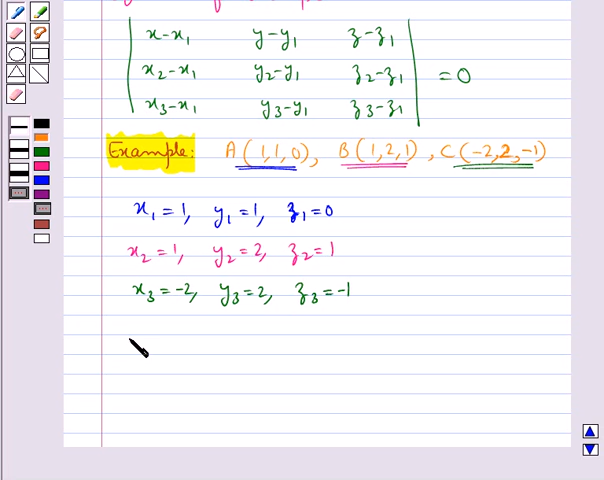 x-x₁ y-y₁ z-z₁
x₂-x₁ y₂-y₁ z₂-z₁ = 0
x₃-x₁ y₃-y₁ z₃-z₁
Example: A(1,1,0), B(1,2,1), C(-2,2,-1)
x₁=1, y₁=1, z₁=0
x₂=1, y₂=2, z₂=1
x₃=-2, y₃=2, z₃=-1